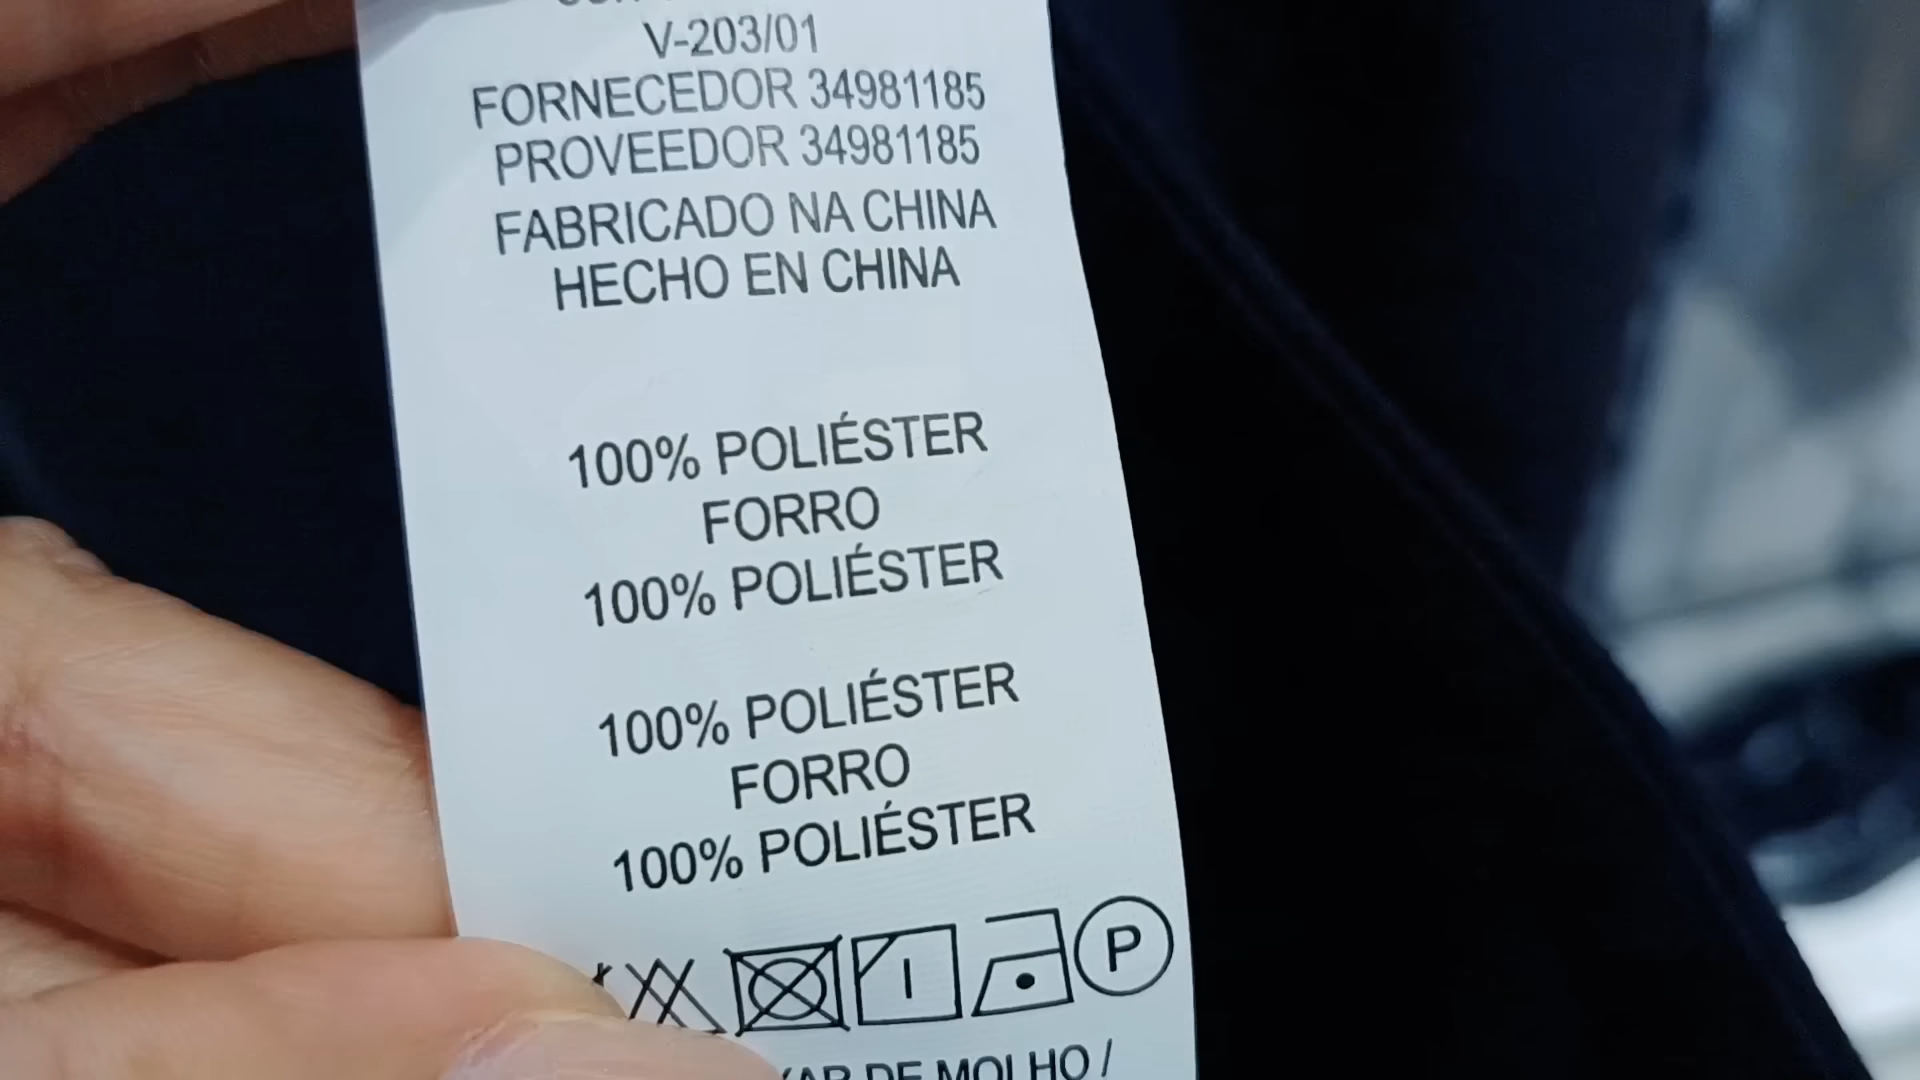 V-203/01
FORNECEDOR 34981185
PROVEEDOR 34981185
FABRICADO NA CHINA
HECHO EN CHINA
100% POLIÉSTER
FORRO
100% POLIÉSTER
100% POLIÉSTER
FORRO
100% POLIÉSTER
P
DE MOLHO /